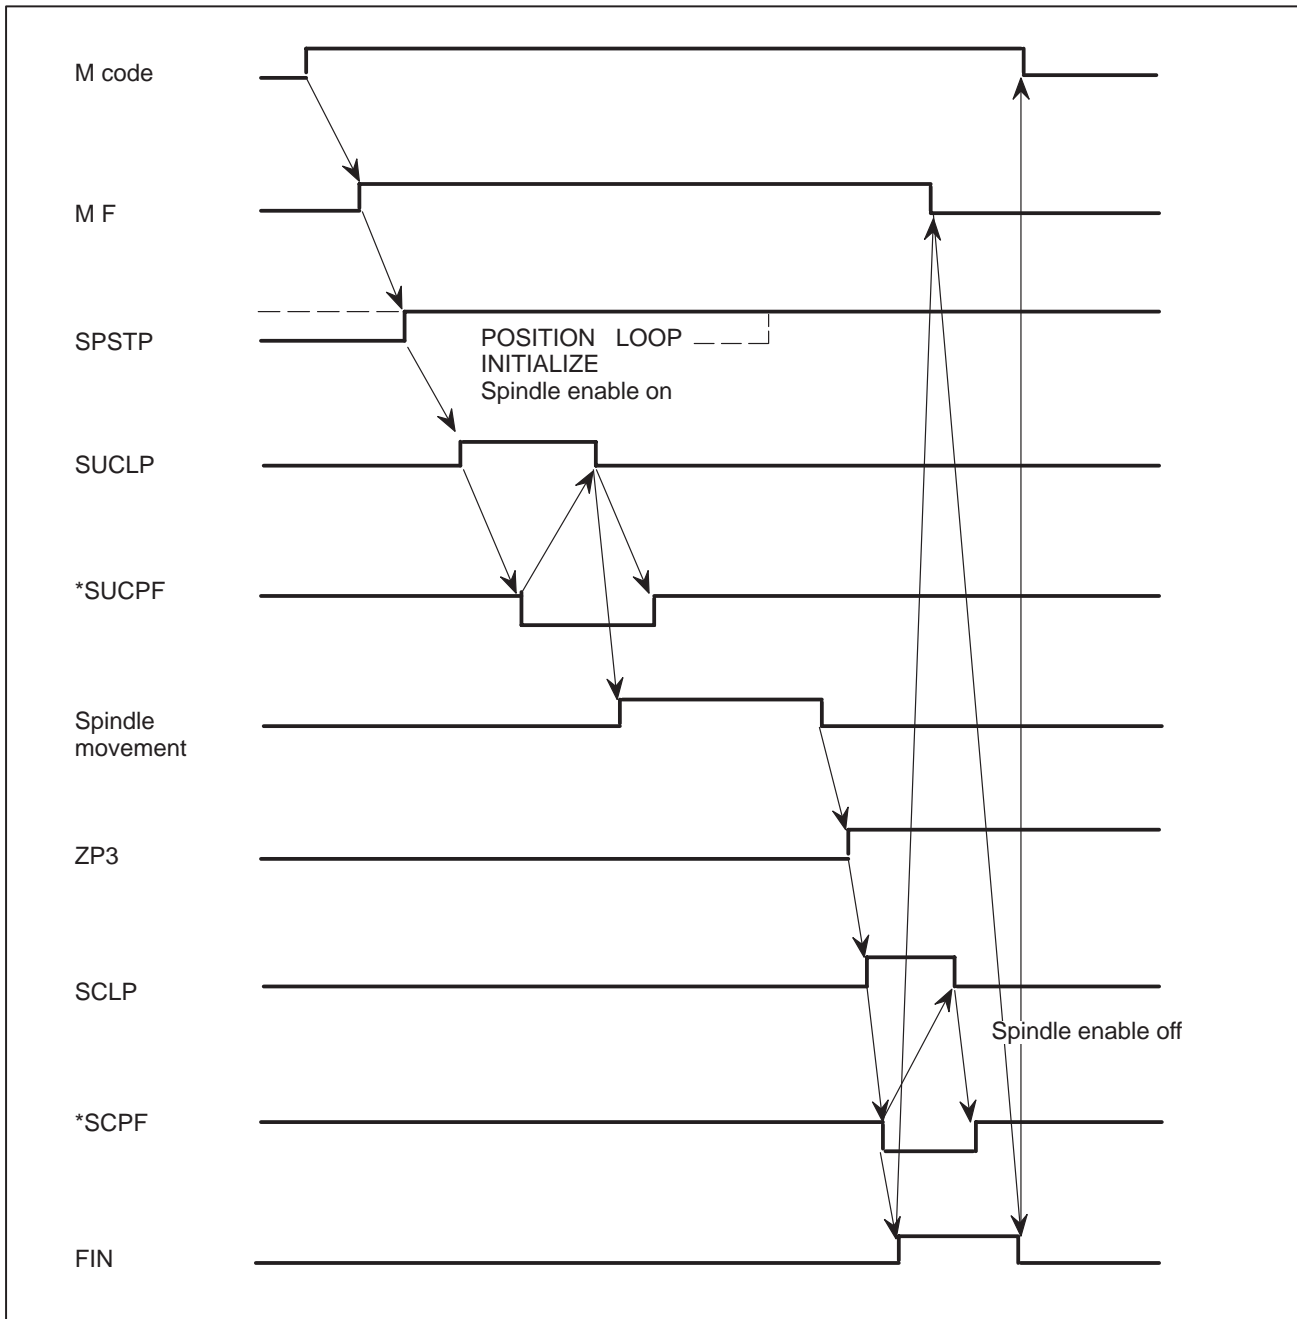 M code
M F
SPSTP
POSITION LOOP
INITIALIZE
Spindle enable on
SUCLP
*SUCPF
Spindle
movement
ZP3
SCLP
Spindle enable off
*SCPF
FIN